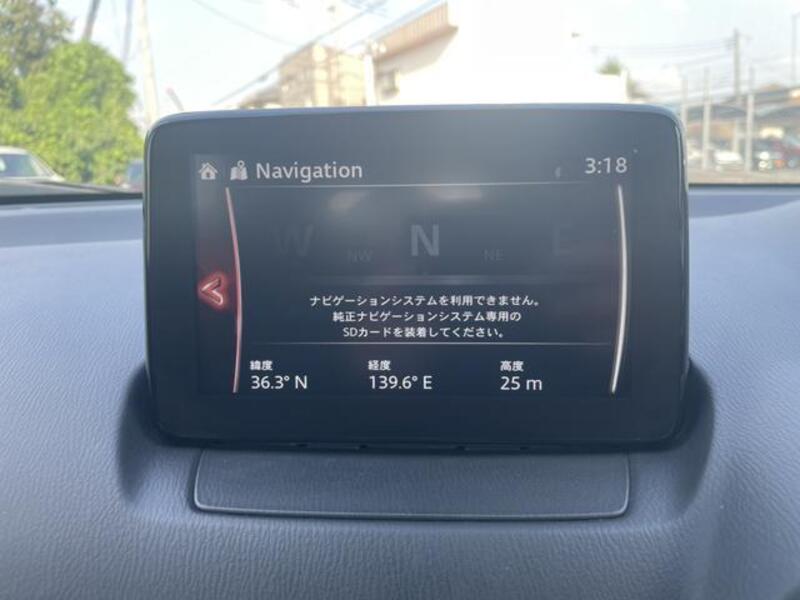 Navigation 3:18
W NW N NE E
ナビゲーションシステムを利用できません。
純正ナビゲーションシステム専用の
SDカードを装着してください。
緯度 経度 高度
36.3° N 139.6° E 25 m